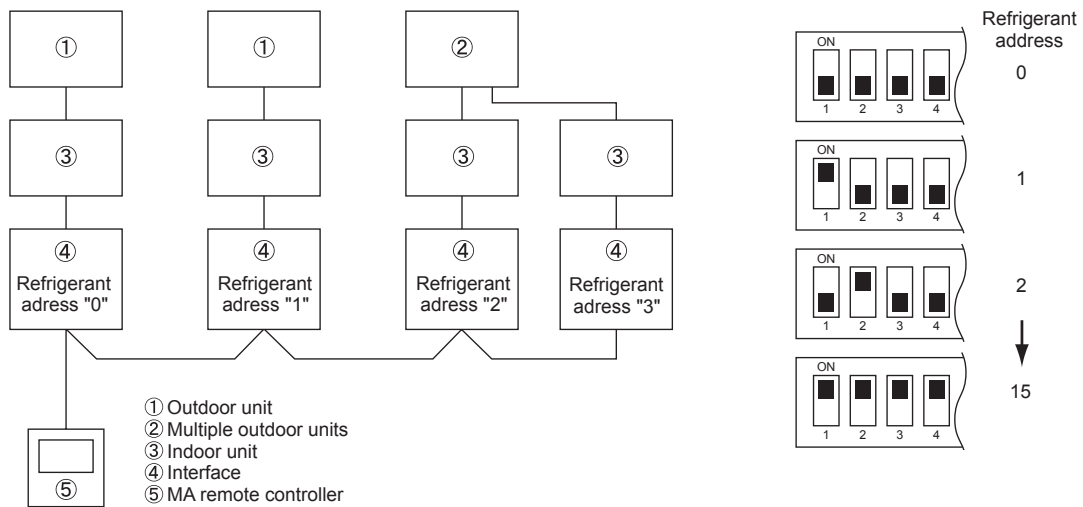 ①
①
②
③
③
③
③
④
Refrigerant
adress "0"
④
Refrigerant
adress "1"
④
Refrigerant
adress "2"
④
Refrigerant
adress "3"
⑤
① Outdoor unit
② Multiple outdoor units
③ Indoor unit
④ Interface
⑤ MA remote controller
Refrigerant
address
ON
1 2 3 4
0
ON
1 2 3 4
1
ON
1 2 3 4
2
ON
1 2 3 4
15